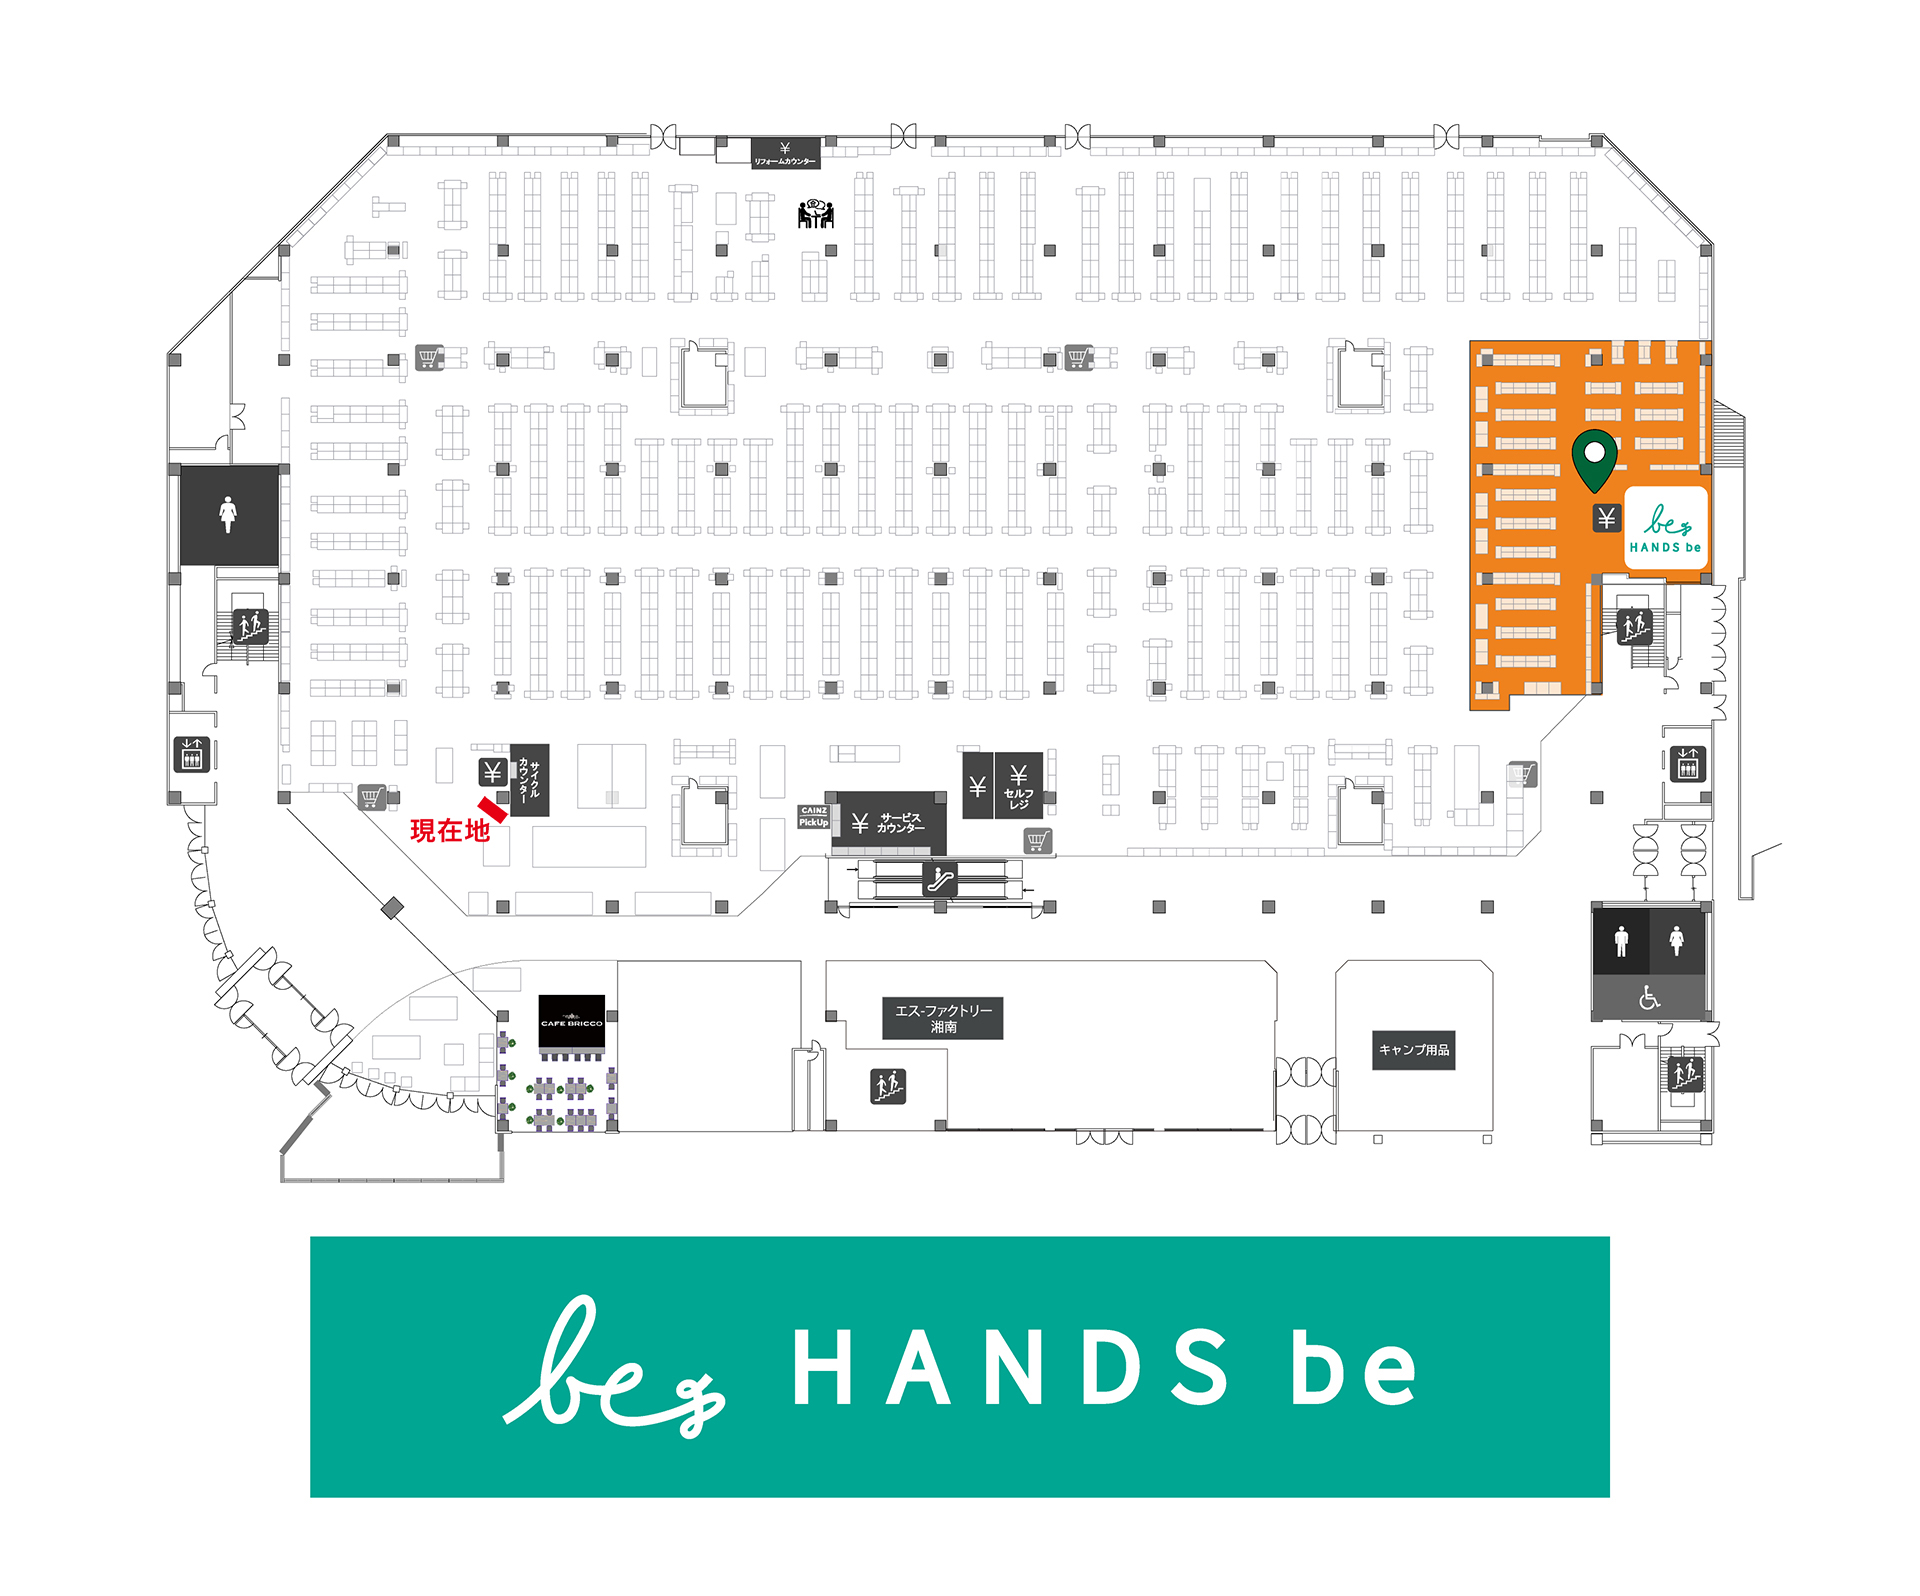 ¥
リフォームカウンター
be
HANDS be
¥
¥
サイクル
カウンター
現在地
CAINZ
PickUp
¥
サービス
カウンター
¥
¥
セルフ
レジ
CAFE BRICCO
エス-ファクトリー
湘南
キャンプ用品
be HANDS be